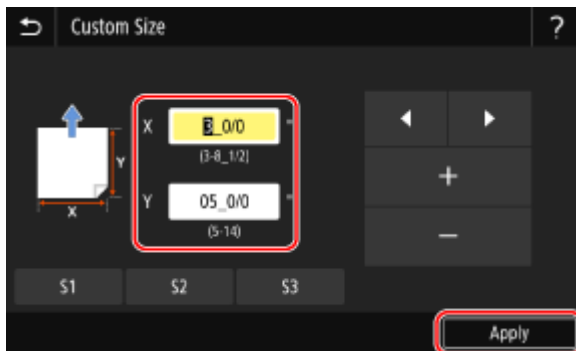 Custom Size
?
X 3_0/0 "
(3-8_1/2)
Y
X
Y 05_0/0 "
(5-14)
+
−
S1 S2 S3
Apply